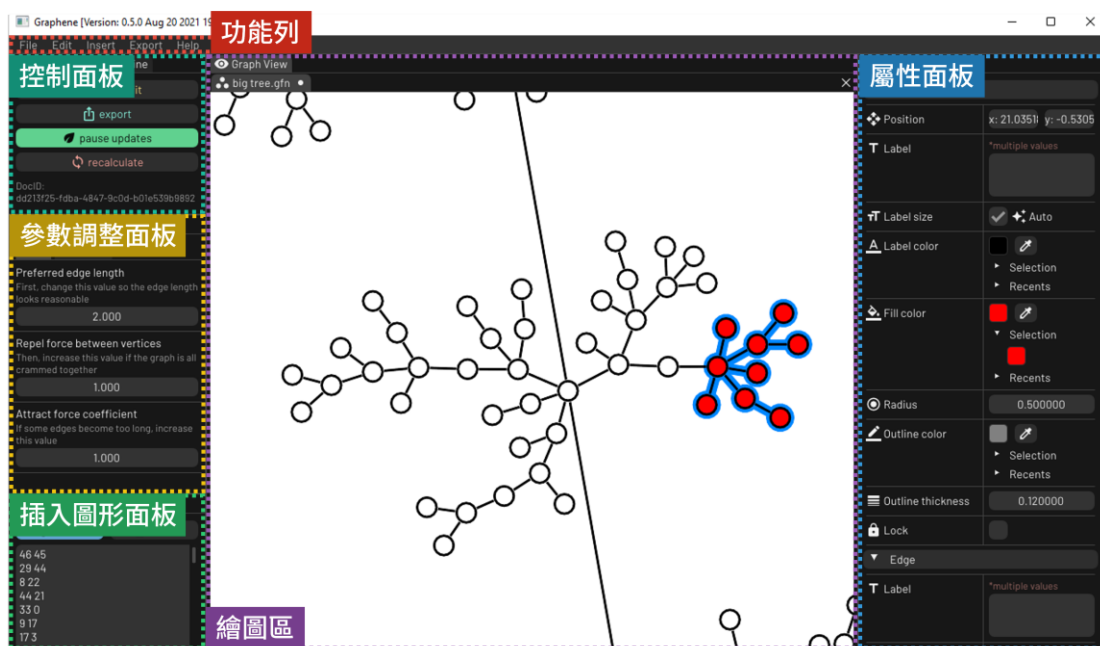 Graphene [Version: 0.5.0 Aug 20 2021 19
功能列
File Edit Insert Export Help
控制面板
ne
it
export
pause updates
recalculate
DocID:
dd213f25-fdba-4847-9c0d-b01e539b9892
參數調整面板
Preferred edge length
First, change this value so the edge length
looks reasonable
2.000
Repel force between vertices
Then, increase this value if the graph is all
crammed together
1.000
Attract force coefficient
If some edges become too long, increase
this value
1.000
插入圖形面板
46 45
29 44
8 22
44 21
33 0
9 17
17 3
Graph View
big tree.gfn
繪圖區
屬性面板
Position x: 21.0351 y: -0.5305
Label *multiple values
Label size Auto
Label color
Selection
Recents
Fill color
Selection
Recents
Radius 0.500000
Outline color
Selection
Recents
Outline thickness 0.120000
Lock
Edge
Label *multiple values